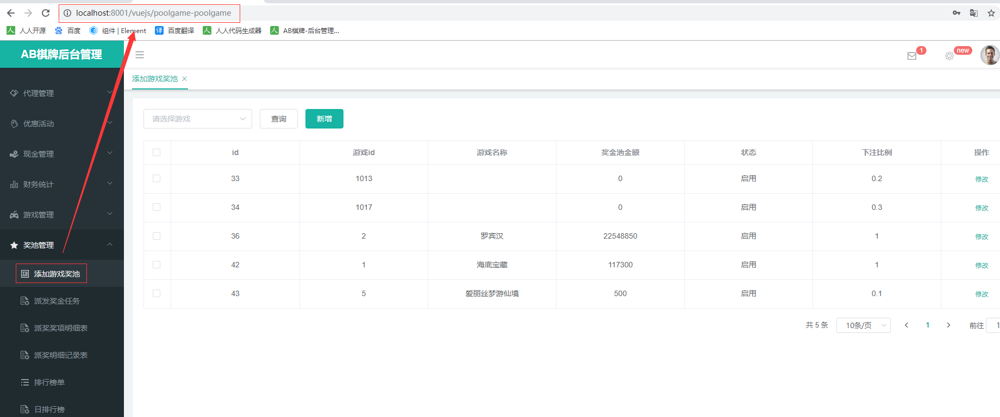 localhost:8001/vuejs/poolgame-poolgame
人人开源 百度 组件 | Element 译 百度翻译 人人代码生成器 AB棋牌-后台管理...
AB棋牌后台管理
1
new
添加游戏奖池 ×
代理管理
优惠活动
现金管理
财务统计
游戏管理
奖池管理
添加游戏奖池
派发奖金任务
派奖奖项明细表
派奖明细记录表
排行榜单
日排行榜
请选择游戏 查询 新增
id 游戏id 游戏名称 奖金池金额 状态 下注比例 操作
33 1013 0 启用 0.2 修改
34 1017 0 启用 0.3 修改
36 2 罗宾汉 22548850 启用 1 修改
42 1 海底宝藏 117300 启用 1 修改
43 5 爱丽丝梦游仙境 500 启用 0.1 修改
共 5 条 10条/页 1 前往 1